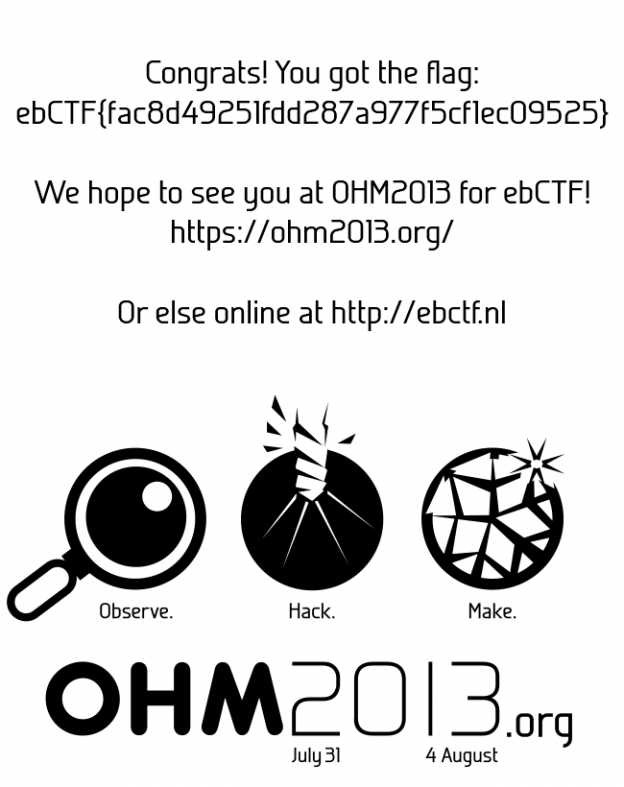 Congrats! You got the flag:
ebCTF{fac8d49251fdd287a977f5cf1ec09525}
We hope to see you at OHM2013 for ebCTF!
https://ohm2013.org/
Or else online at http://ebctf.nl
Observe. Hack. Make.
OHM2013.org
July 31 4 August